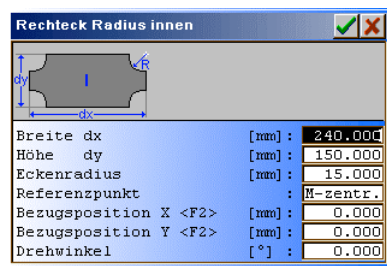 Rechteck Radius innen
R
dy
I
dx
Breite dx [mm] : 240.000
Höhe dy [mm] : 150.000
Eckenradius [mm] : 15.000
Referenzpunkt : M-zentr.
Bezugsposition X <F2> [mm] : 0.000
Bezugsposition Y <F2> [mm] : 0.000
Drehwinkel [°] : 0.000